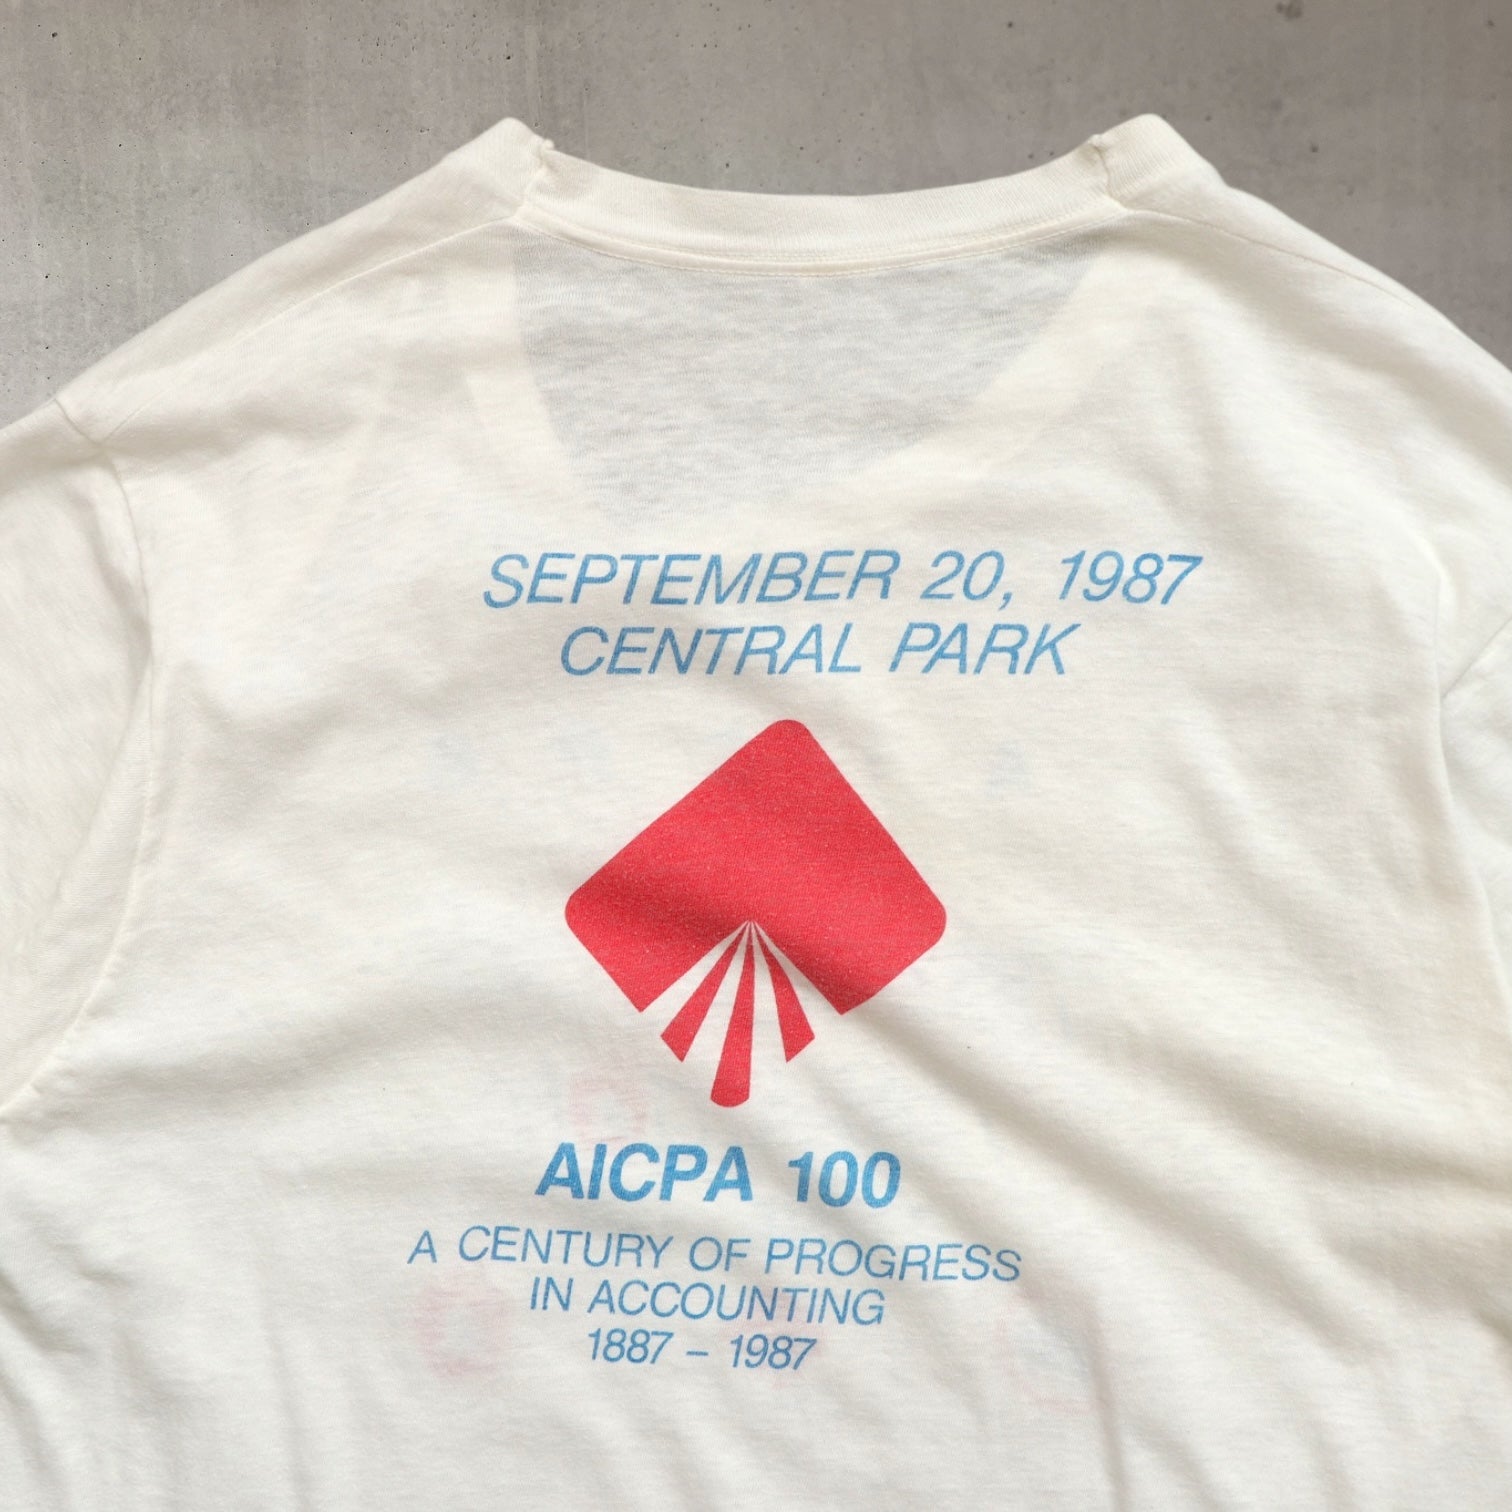 SEPTEMBER 20, 1987
CENTRAL PARK
AICPA 100
A CENTURY OF PROGRESS
IN ACCOUNTING
1887 – 1987